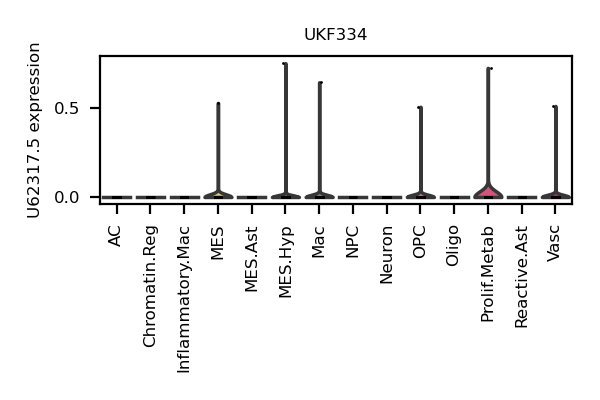 UKF334
U62317.5 expression
0.5
0.0
AC
Chromatin.Reg
Inflammatory.Mac
MES
MES.Ast
MES.Hyp
Mac
NPC
Neuron
OPC
Oligo
Prolif.Metab
Reactive.Ast
Vasc